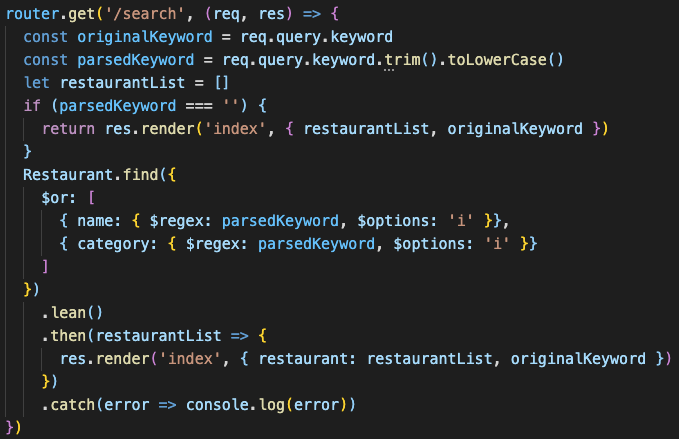 router.get('/search', (req, res) => {
  const originalKeyword = req.query.keyword
  const parsedKeyword = req.query.keyword.trim().toLowerCase()
  let restaurantList = []
  if (parsedKeyword === '') {
    return res.render('index', { restaurantList, originalKeyword })
  }
  Restaurant.find({
    $or: [
      { name: { $regex: parsedKeyword, $options: 'i' }},
      { category: { $regex: parsedKeyword, $options: 'i' }}
    ]
  })
    .lean()
    .then(restaurantList => {
      res.render('index', { restaurant: restaurantList, originalKeyword })
    })
    .catch(error => console.log(error))
})